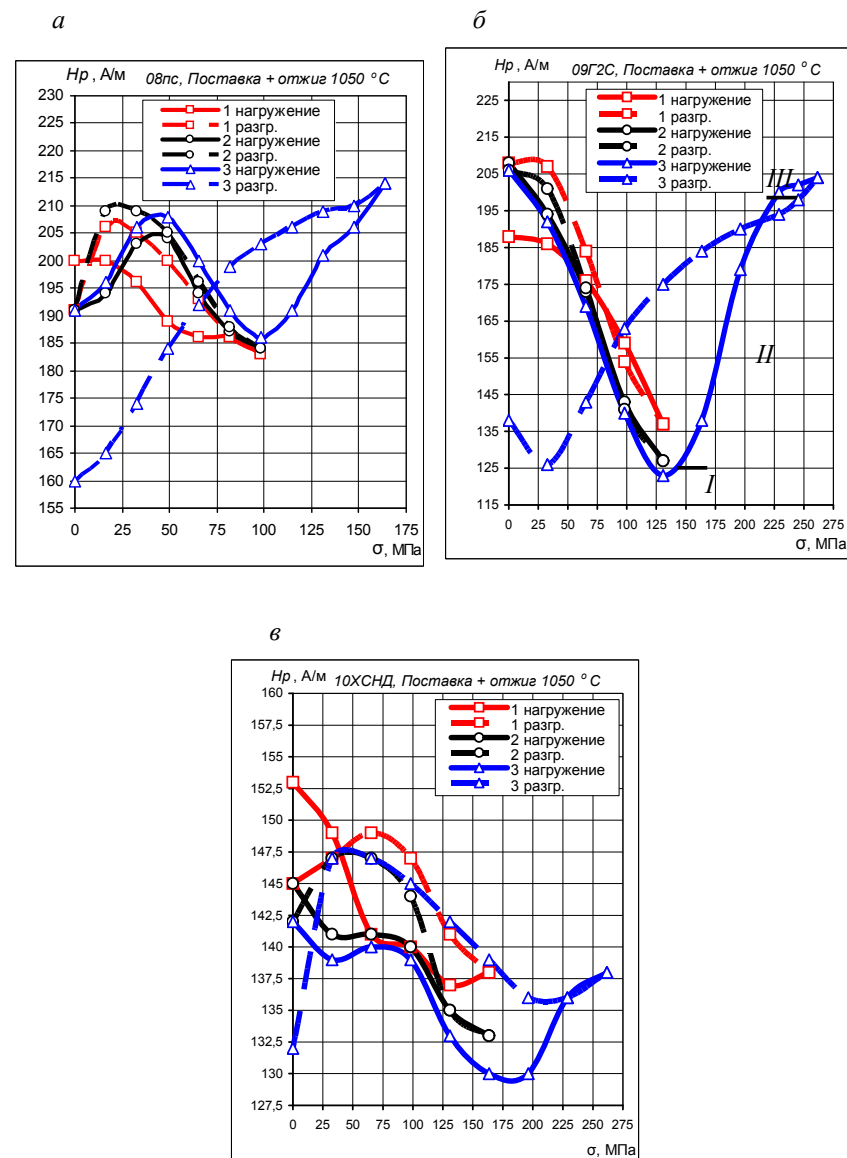 а
Нр , А/м 08пс, Поставка + отжиг 1050 °С
230
225
220
215
210
205
200
195
190
185
180
175
170
165
160
155
1 нагружение
1 разгр.
2 нагружение
2 разгр.
3 нагружение
3 разгр.
0 25 50 75 100 125 150 175
σ, МПа
б
Нр , А/м 09Г2С, Поставка + отжиг 1050 °С
225
215
205
195
185
175
165
155
145
135
125
115
1 нагружение
1 разгр.
2 нагружение
2 разгр.
3 нагружение
3 разгр.
III
II
I
0 25 50 75 100 125 150 175 200 225 250 275
σ, МПа
в
Нр , А/м 10ХСНД, Поставка + отжиг 1050 °С
160
157,5
155
152,5
150
147,5
145
142,5
140
137,5
135
132,5
130
127,5
1 нагружение
1 разгр.
2 нагружение
2 разгр.
3 нагружение
3 разгр.
0 25 50 75 100 125 150 175 200 225 250 275
σ, МПа